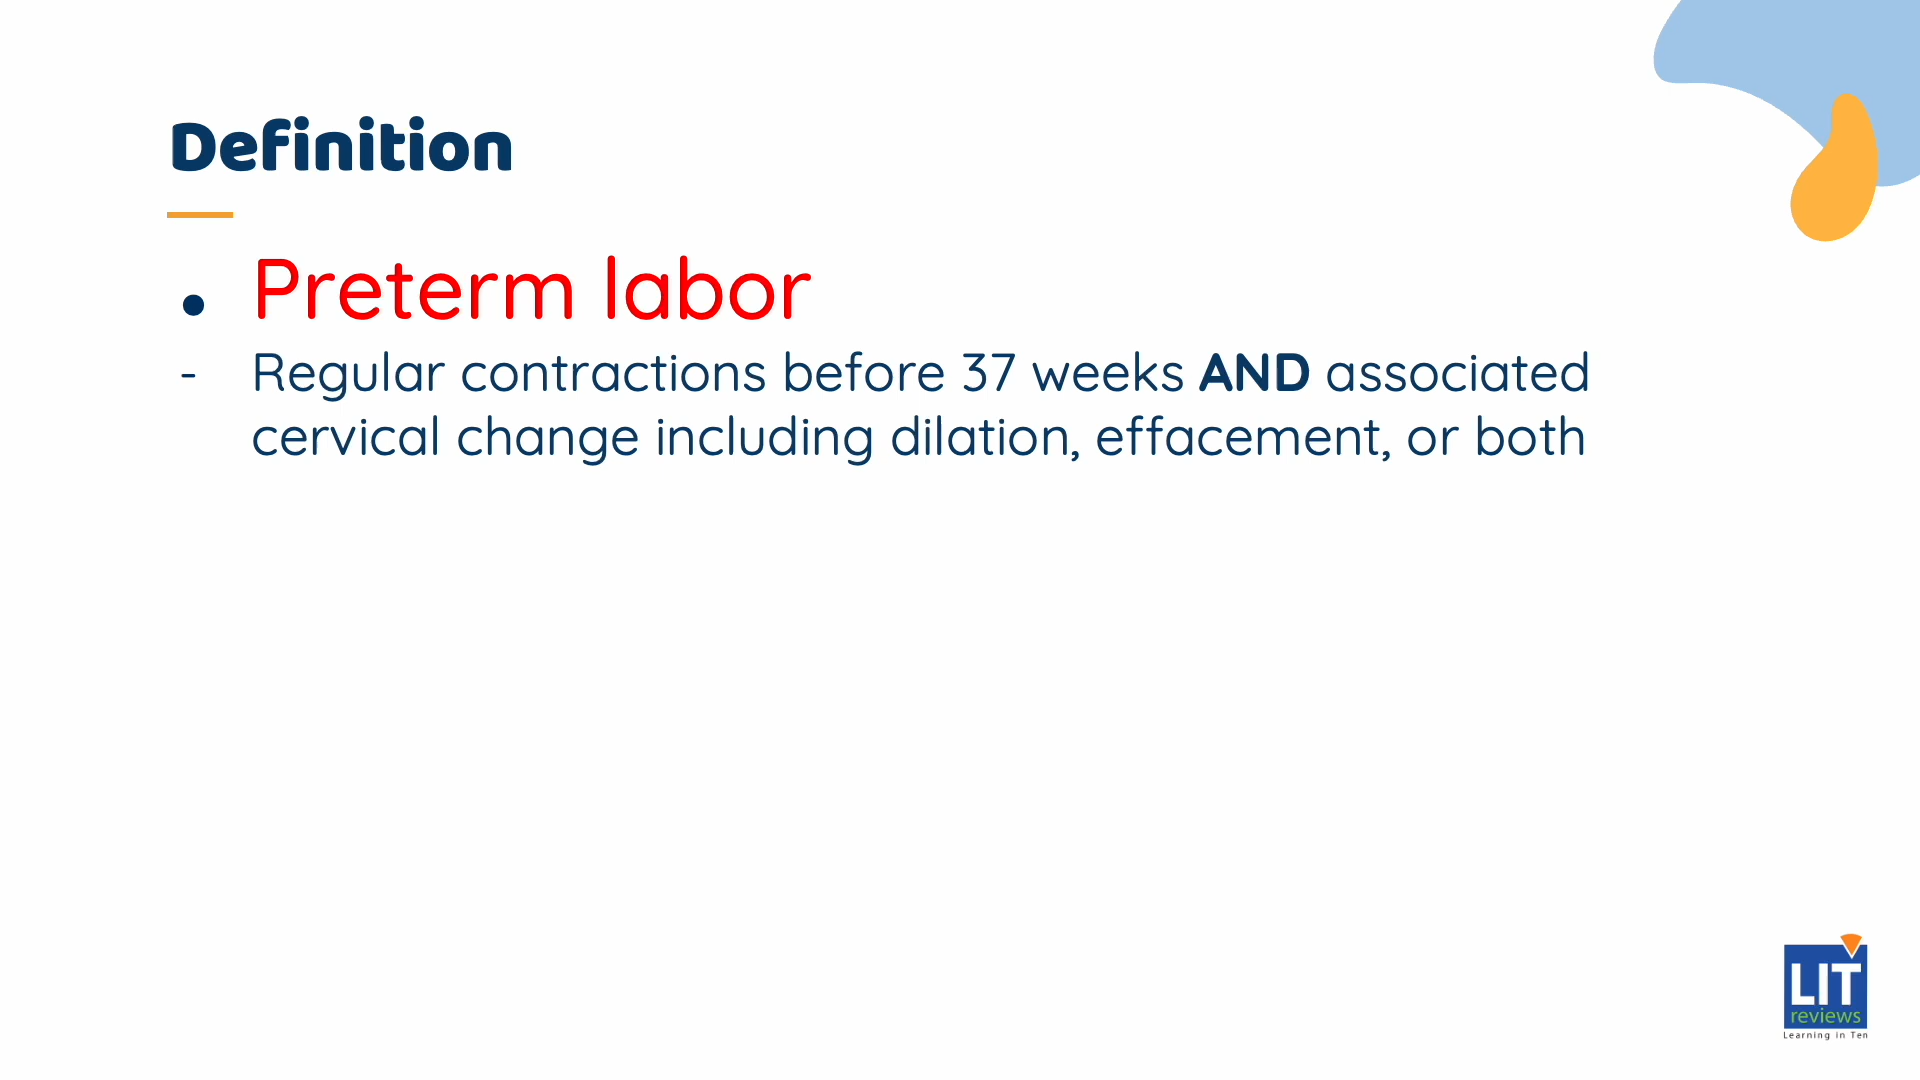 Definition
● Preterm labor
- Regular contractions before 37 weeks AND associated
cervical change including dilation, effacement, or both
LIT
reviews
Learning in Ten